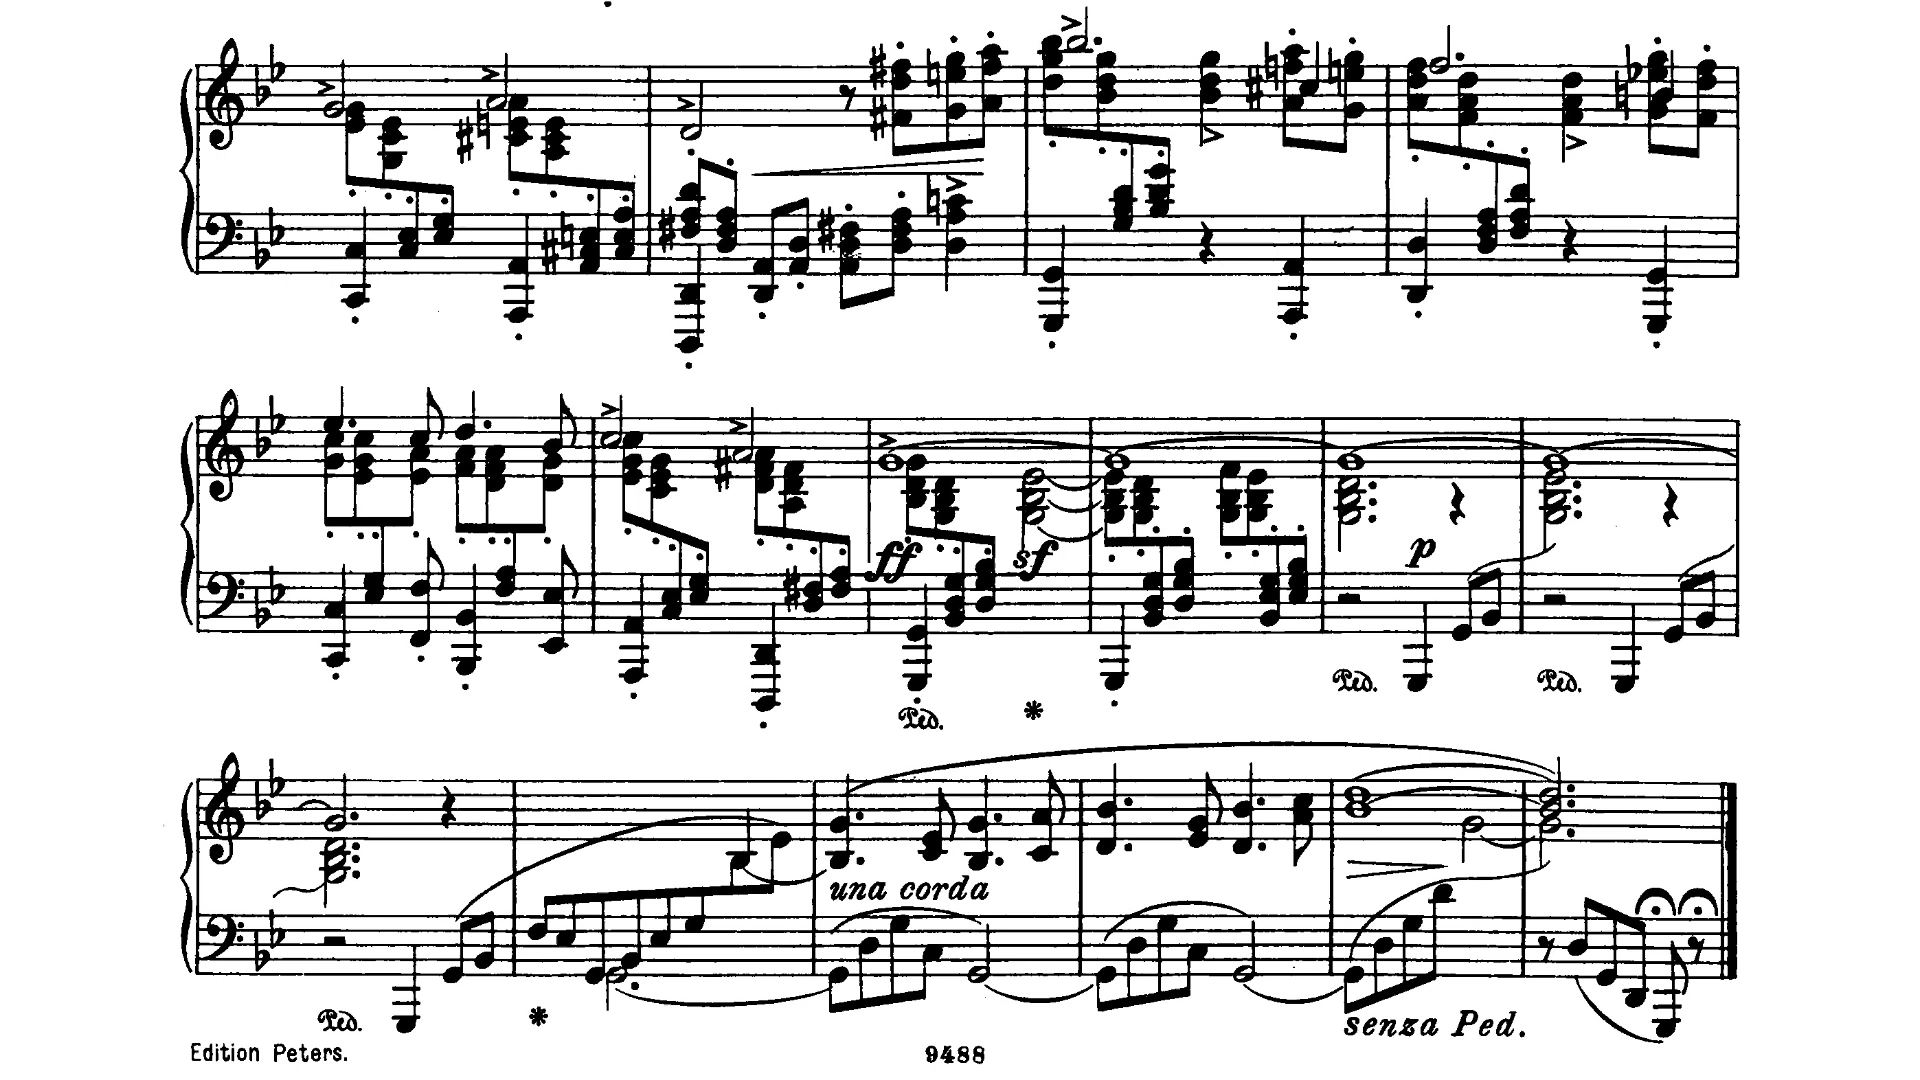 ff sf p
Ped. Ped.
Ped.
una corda
Ped.
senza Ped.
Edition Peters. 9488